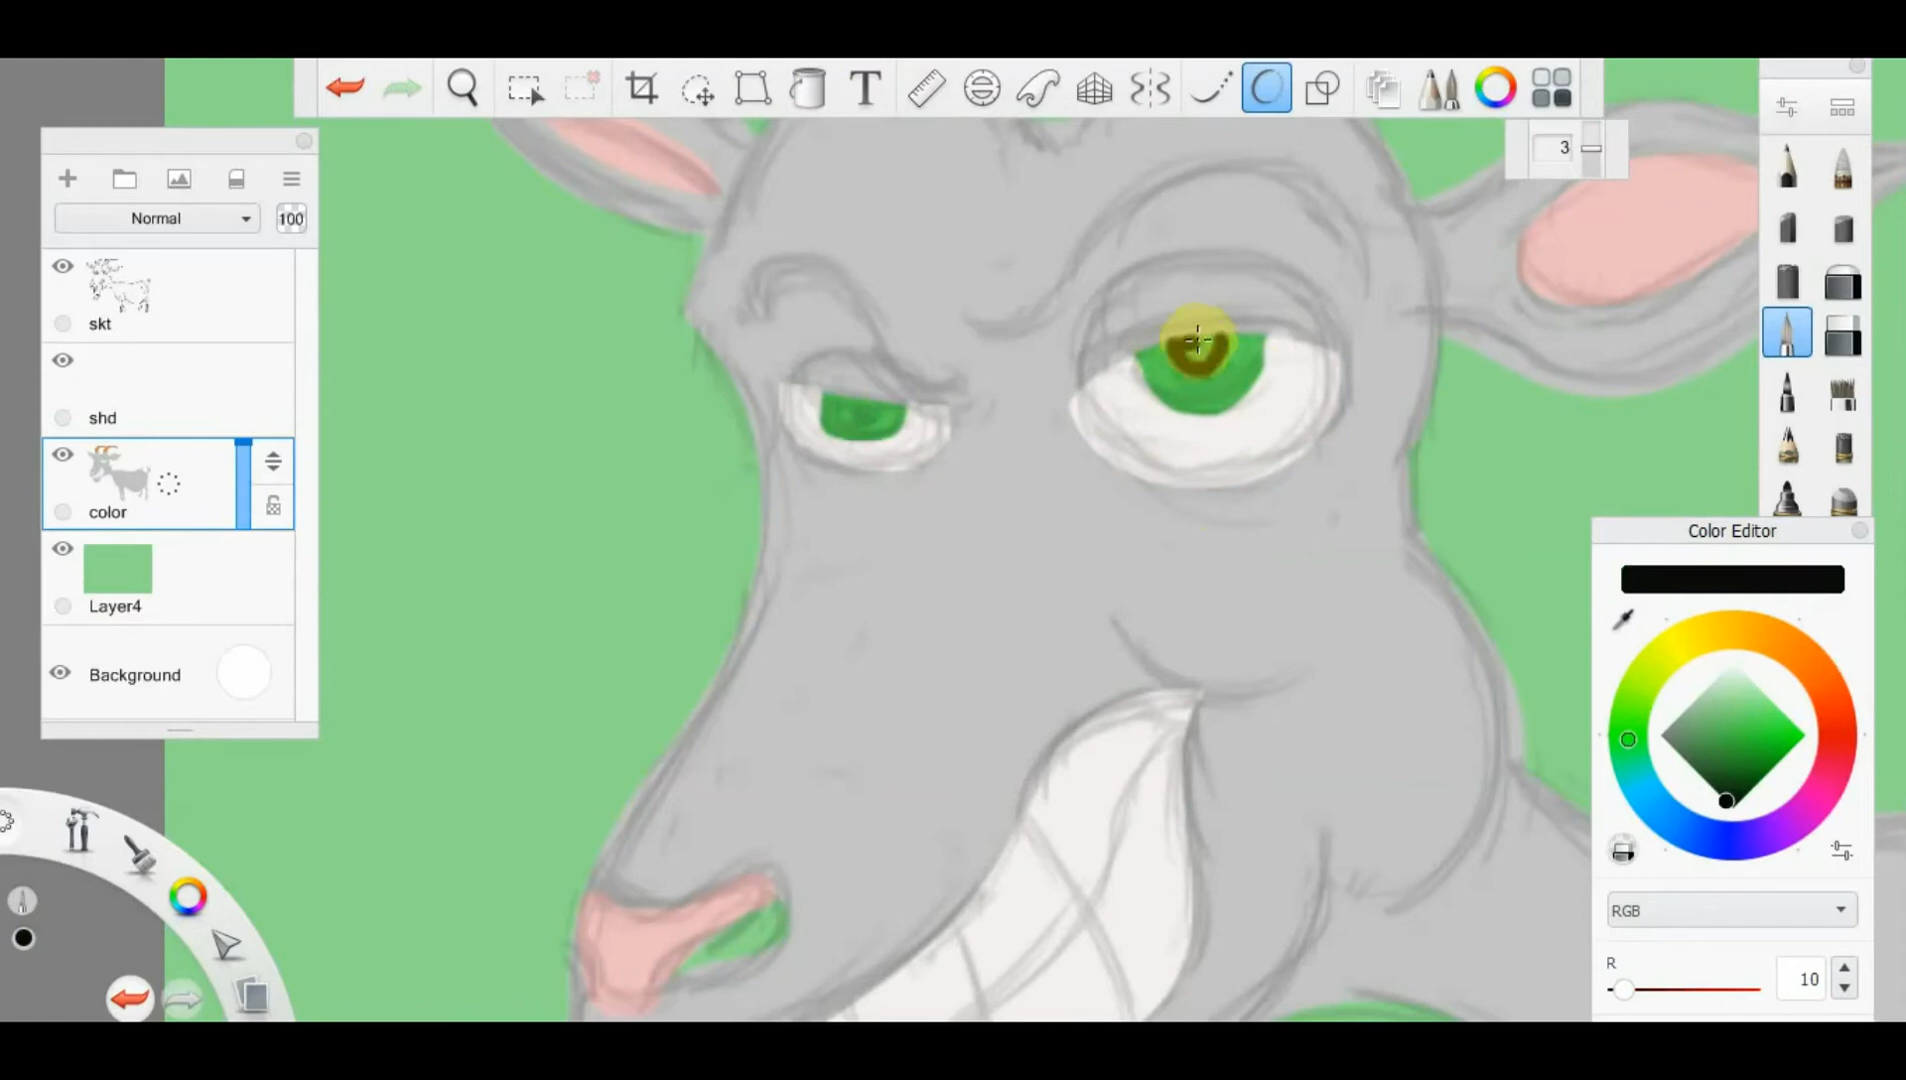 T
3
Normal
100
skt
shd
color
Layer4
Background
Color Editor
RGB
R
10